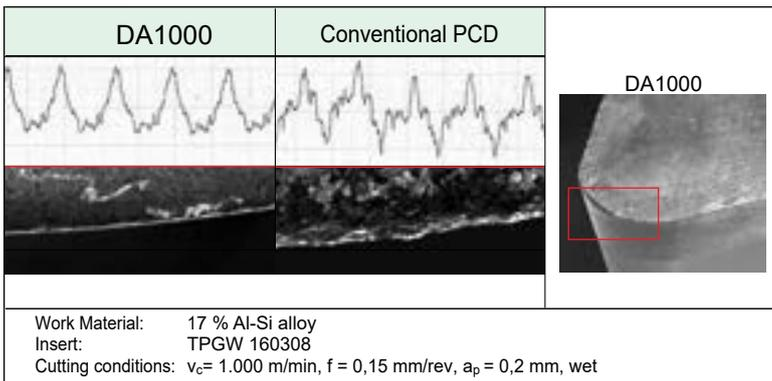 DA1000
Conventional PCD
DA1000
Work Material: 17 % Al-Si alloy
Insert: TPGW 160308
Cutting conditions: vc= 1.000 m/min, f = 0,15 mm/rev, ap = 0,2 mm, wet